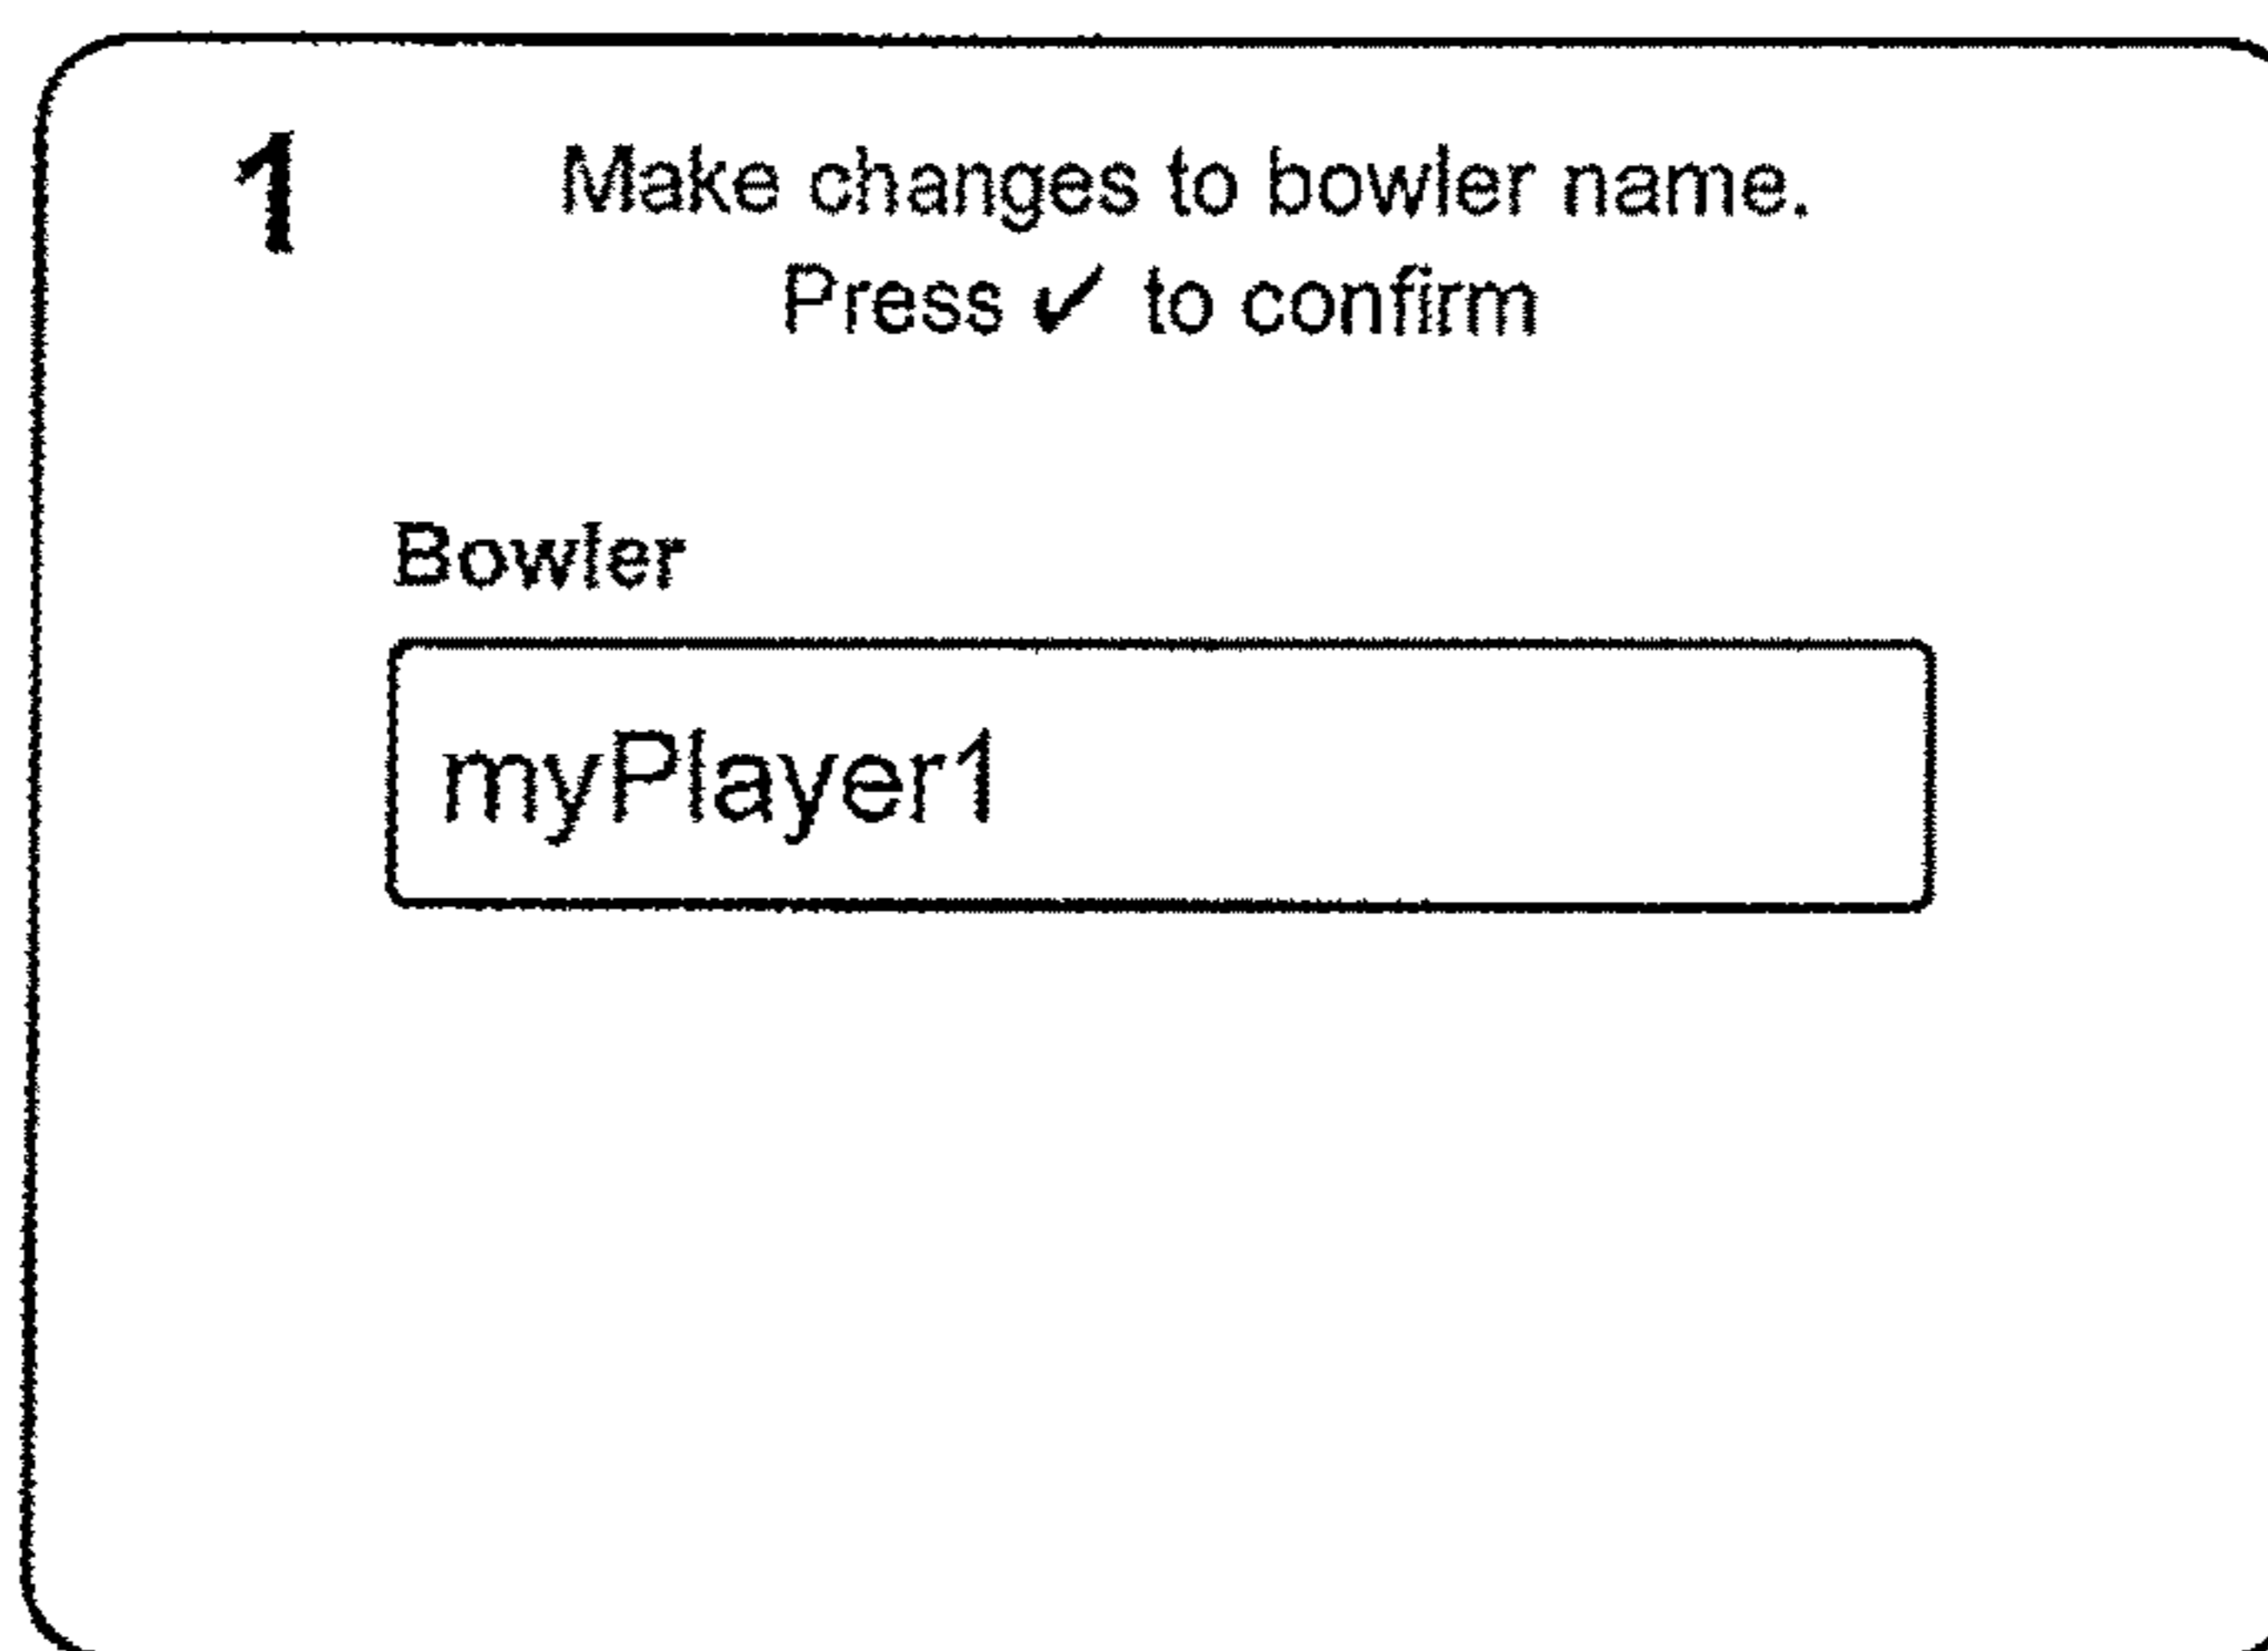 1 Make changes to bowler name.
Press ✓ to confirm
Bowler
myPlayer1